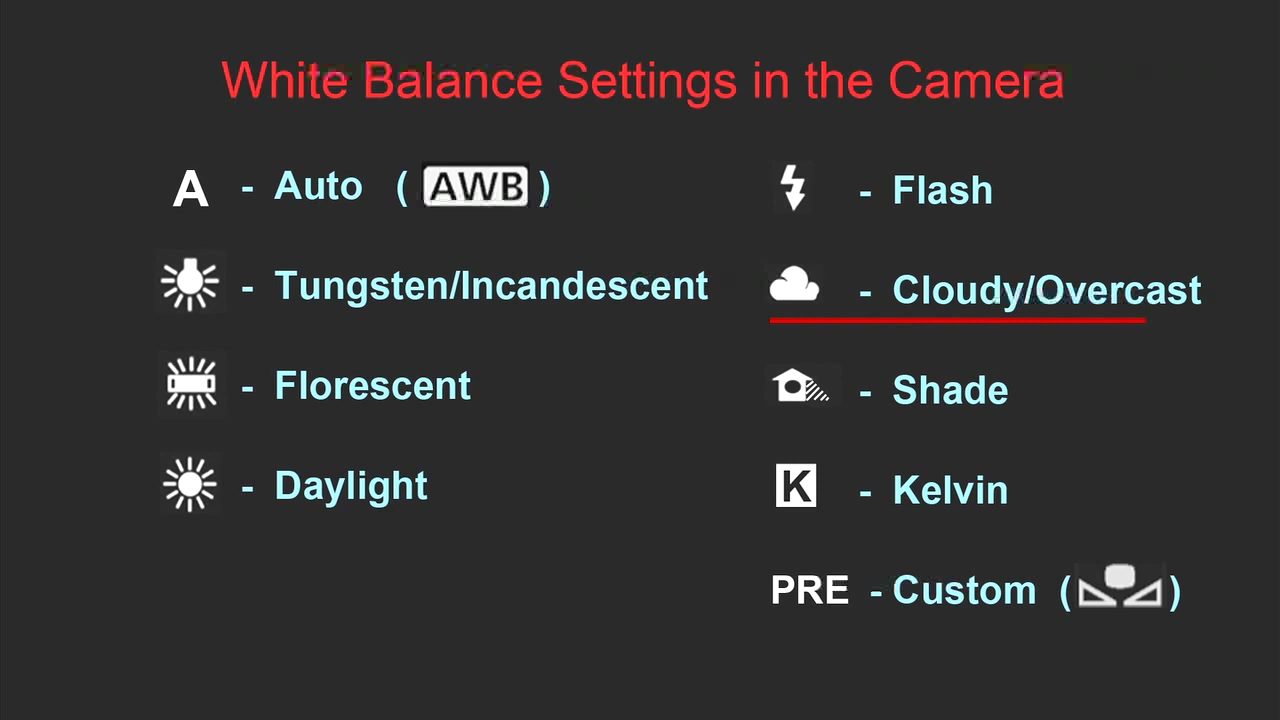 White Balance Settings in the Camera
A - Auto ( AWB )
- Tungsten/Incandescent
- Florescent
- Daylight
- Flash
- Cloudy/Overcast
- Shade
K - Kelvin
PRE - Custom ( )